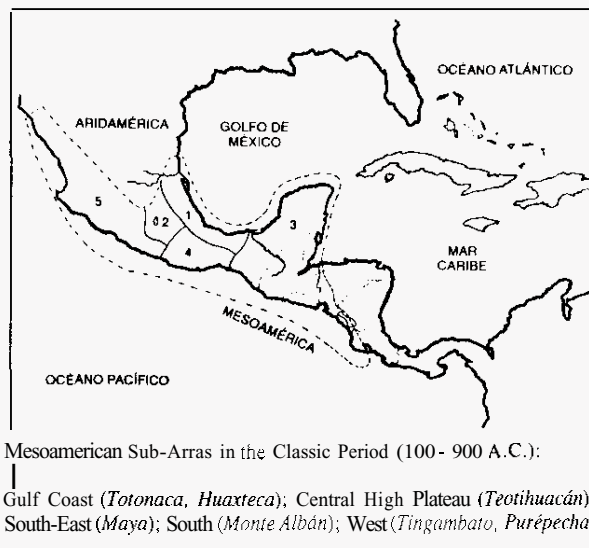 OCÉANO ATLÁNTICO
ARIDAMÉRICA
GOLFO DE
MÉXICO
5
0 2
1
3
4
MAR
CARIBE
MESOAMÉRICA
OCÉANO PACÍFICO
Mesoamerican Sub-Arras in the Classic Period (100 - 900 A.C.):
Gulf Coast (Totonaca, Huaxteca); Central High Plateau (Teotihuacán)
South-East (Maya); South (Monte Albán); West (Tingambato, Purépecha